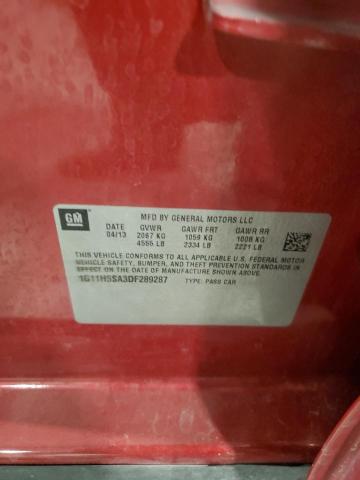 GM
MFD BY GENERAL MOTORS LLC
DATE GVWR GAWR FRT GAWR RR
04/13 2067 KG 1059 KG 1008 KG
4555 LB 2334 LB 2221 LB
THIS VEHICLE CONFORMS TO ALL APPLICABLE U.S. FEDERAL MOTOR
VEHICLE SAFETY, BUMPER, AND THEFT PREVENTION STANDARDS IN
EFFECT ON THE DATE OF MANUFACTURE SHOWN ABOVE.
1G11H5SA3DF289287 TYPE: PASS CAR